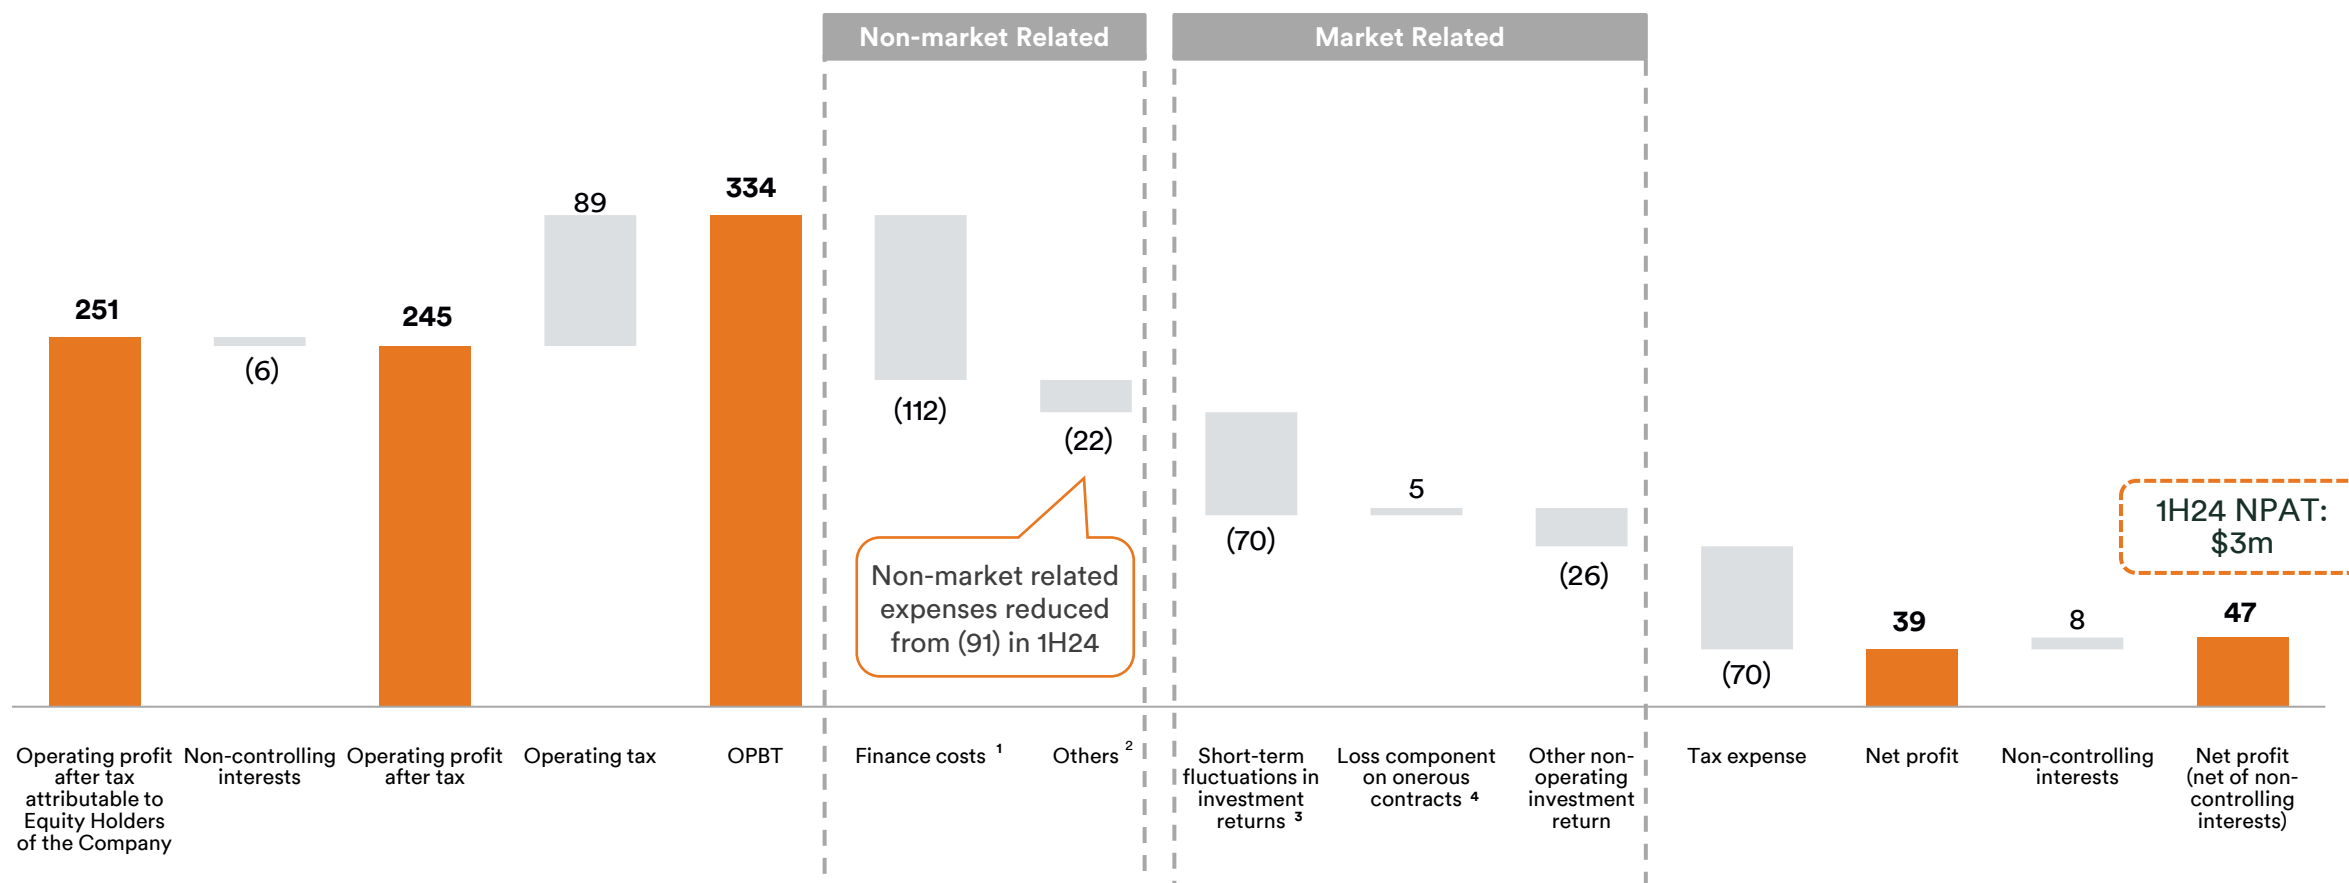 Non-market Related
Market Related
251
(6)
245
89
334
(112)
(22)
Non-market related
expenses reduced
from (91) in 1H24
(70)
5
(26)
(70)
39
8
47
1H24 NPAT:
$3m
Operating profit
after tax
attributable to
Equity Holders
of the Company
Non-controlling
interests
Operating profit
after tax
Operating tax
OPBT
Finance costs 1
Others 2
Short-term
fluctuations in
investment
returns 3
Loss component
on onerous
contracts 4
Other non-
operating
investment
return
Tax expense
Net profit
Non-controlling
interests
Net profit
(net of non-
controlling
interests)